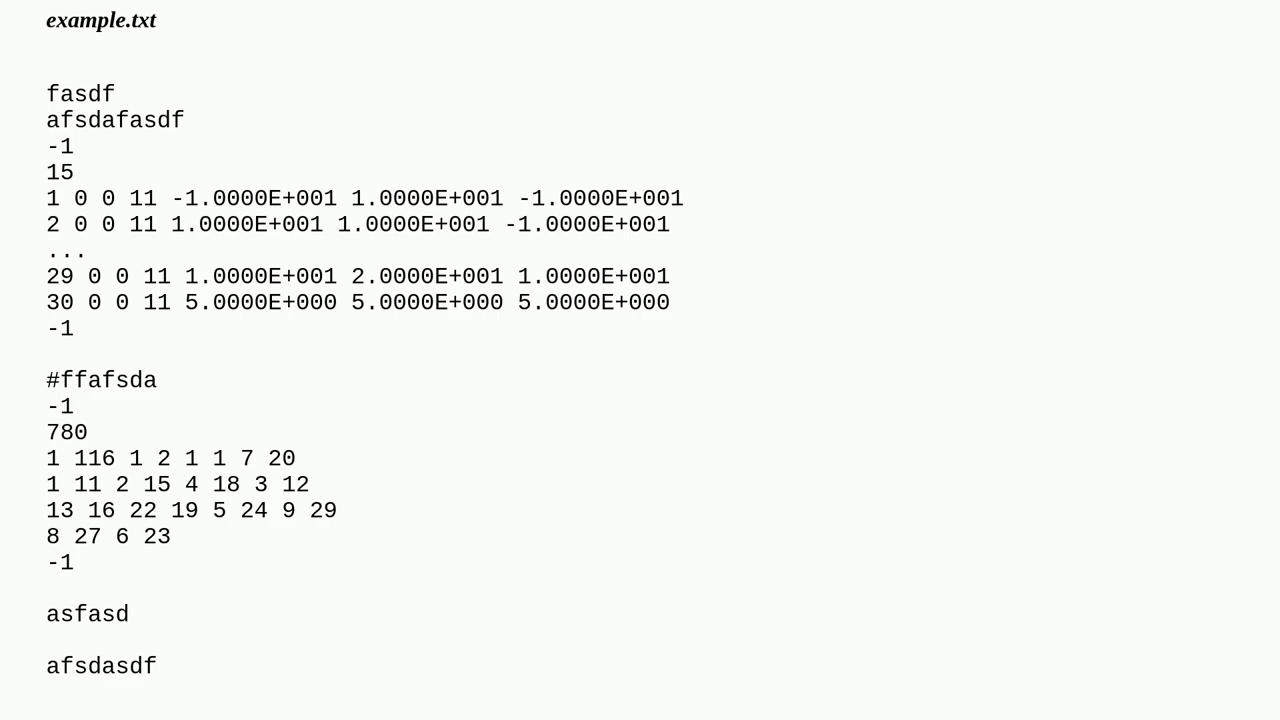 example.txt
fasdf
afsdafasdf
-1
15
1 0 0 11 -1.0000E+001 1.0000E+001 -1.0000E+001
2 0 0 11 1.0000E+001 1.0000E+001 -1.0000E+001
...
29 0 0 11 1.0000E+001 2.0000E+001 1.0000E+001
30 0 0 11 5.0000E+000 5.0000E+000 5.0000E+000
-1
#ffafsda
-1
780
1 116 1 2 1 1 7 20
1 11 2 15 4 18 3 12
13 16 22 19 5 24 9 29
8 27 6 23
-1
asfasd
afsdasdf